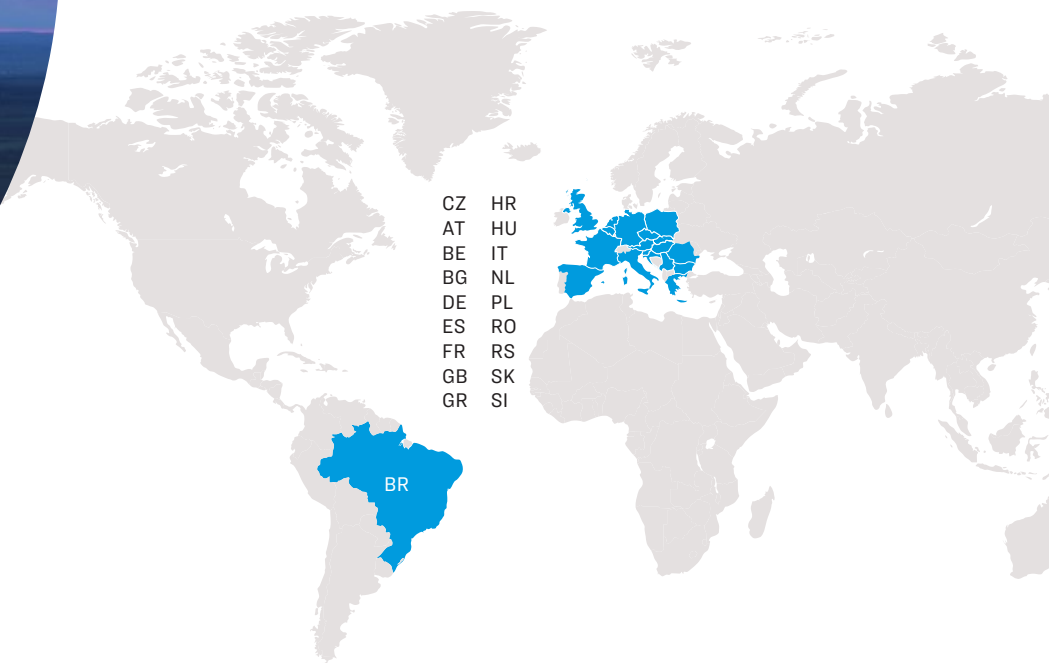 CZ HR
AT HU
BE IT
BG NL
DE PL
ES RO
FR RS
GB SK
GR SI
BR